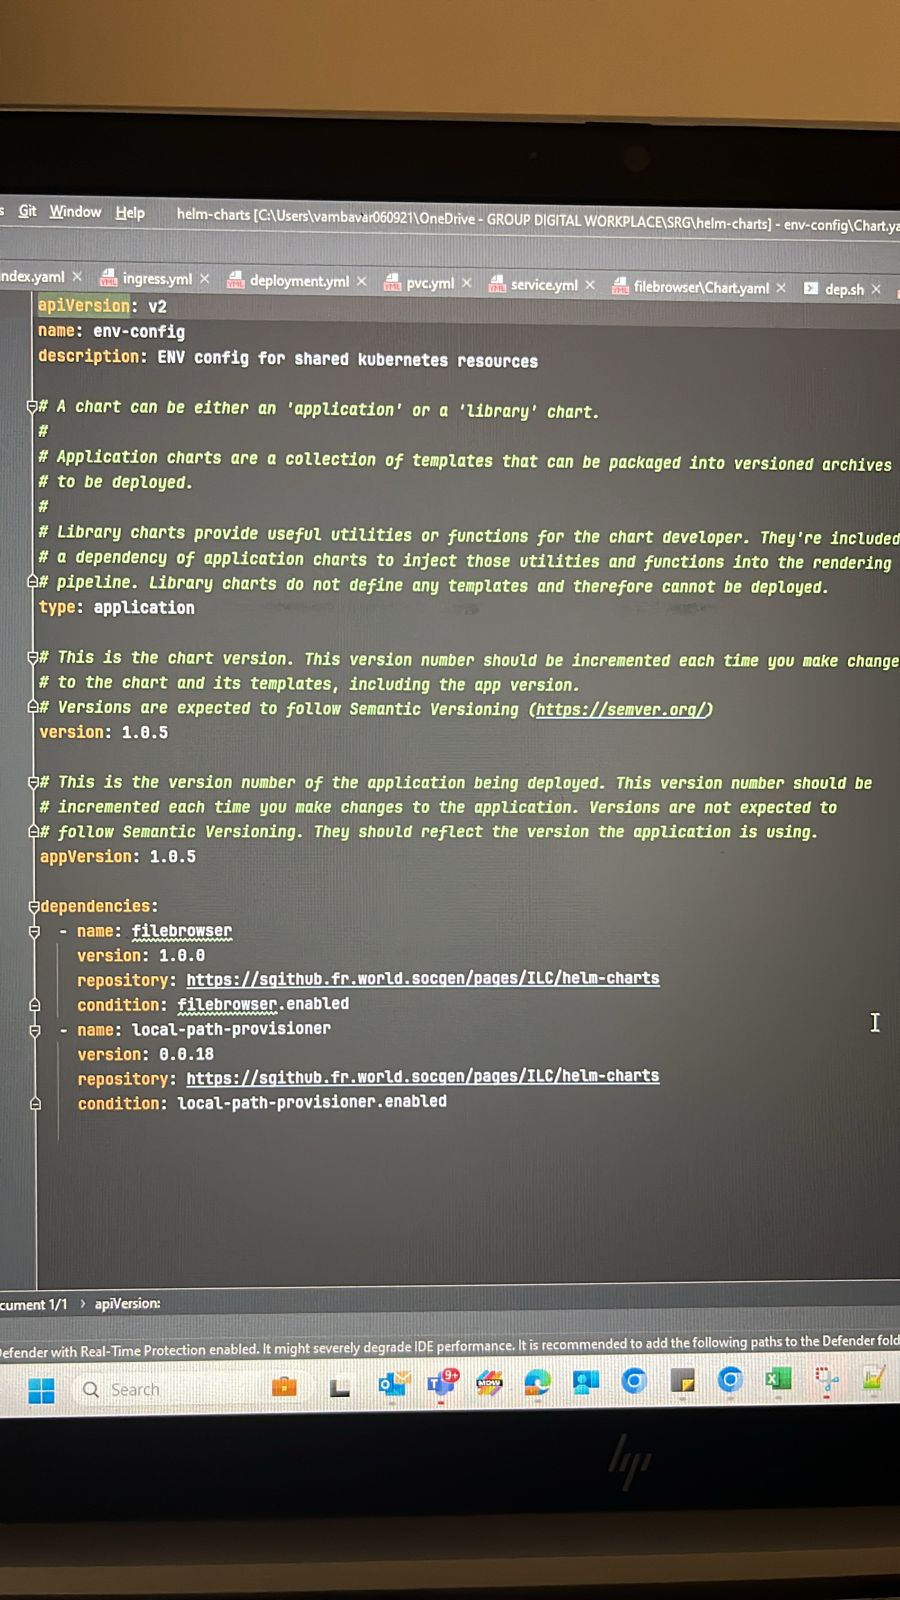 Git Window Help helm-charts [C:\Users\vambavar060921\OneDrive - GROUP DIGITAL WORKPLACE\SRG\helm-charts] - env-config\Chart.ya
ndex.yaml ingress.yml deployment.yml pvc.yml service.yml filebrowser\Chart.yaml dep.sh
apiVersion: v2
name: env-config
description: ENV config for shared kubernetes resources
# A chart can be either an 'application' or a 'library' chart.
#
# Application charts are a collection of templates that can be packaged into versioned archives
# to be deployed.
#
# Library charts provide useful utilities or functions for the chart developer. They're included
# a dependency of application charts to inject those utilities and functions into the rendering
# pipeline. Library charts do not define any templates and therefore cannot be deployed.
type: application
# This is the chart version. This version number should be incremented each time you make change
# to the chart and its templates, including the app version.
# Versions are expected to follow Semantic Versioning (https://semver.org/)
version: 1.0.5
# This is the version number of the application being deployed. This version number should be
# incremented each time you make changes to the application. Versions are not expected to
# follow Semantic Versioning. They should reflect the version the application is using.
appVersion: 1.0.5
dependencies:
- name: filebrowser
version: 1.0.0
repository: https://sgithub.fr.world.socgen/pages/ILC/helm-charts
condition: filebrowser.enabled
- name: local-path-provisioner
version: 0.0.18
repository: https://sgithub.fr.world.socgen/pages/ILC/helm-charts
condition: local-path-provisioner.enabled
cument 1/1 › apiVersion:
Defender with Real-Time Protection enabled. It might severely degrade IDE performance. It is recommended to add the following paths to the Defender fold
Search 9+ MDW
hp